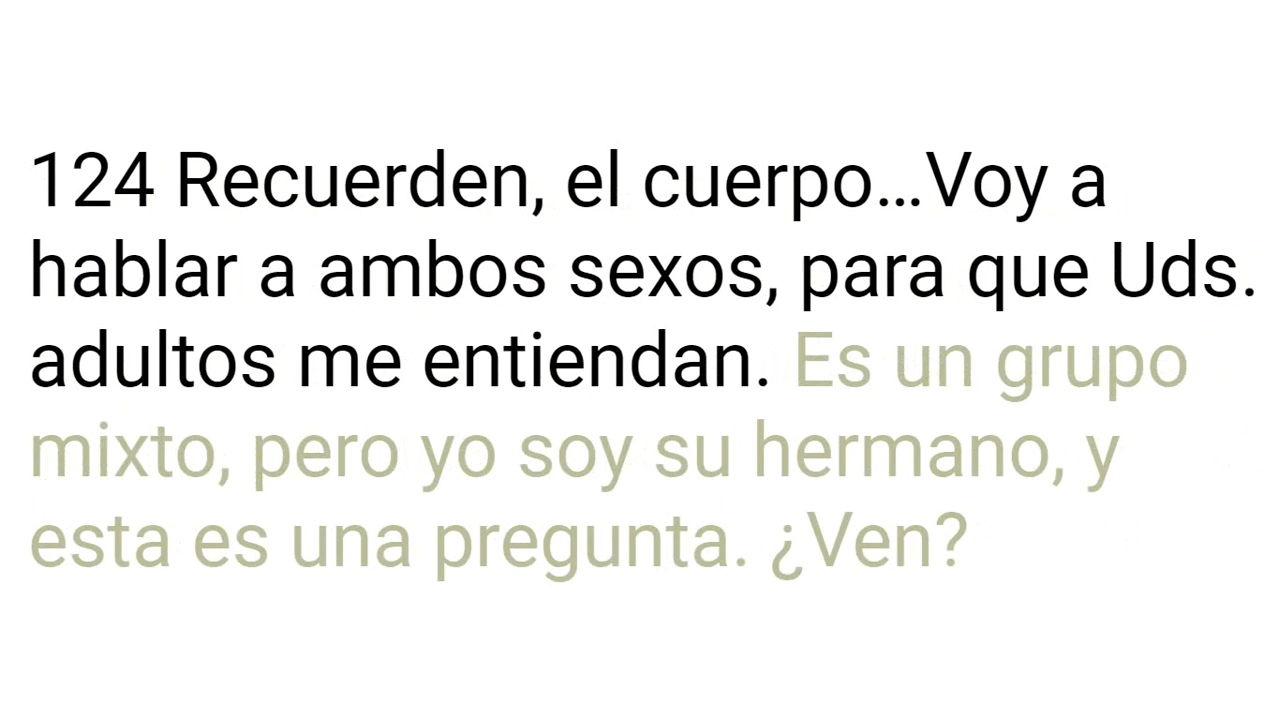 124 Recuerden, el cuerpo...Voy a
hablar a ambos sexos, para que Uds.
adultos me entiendan. Es un grupo
mixto, pero yo soy su hermano, y
esta es una pregunta. ¿Ven?